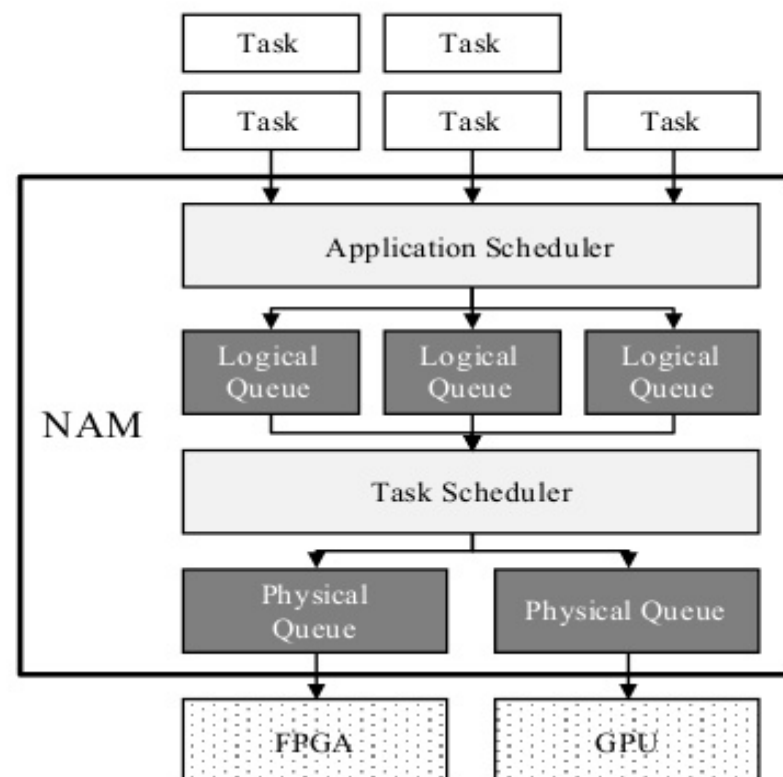 Task Task
Task Task Task
Application Scheduler
Logical Logical Logical
Queue Queue Queue
NAM
Task Scheduler
Physical
Queue
Physical Queue
FPGA GPU